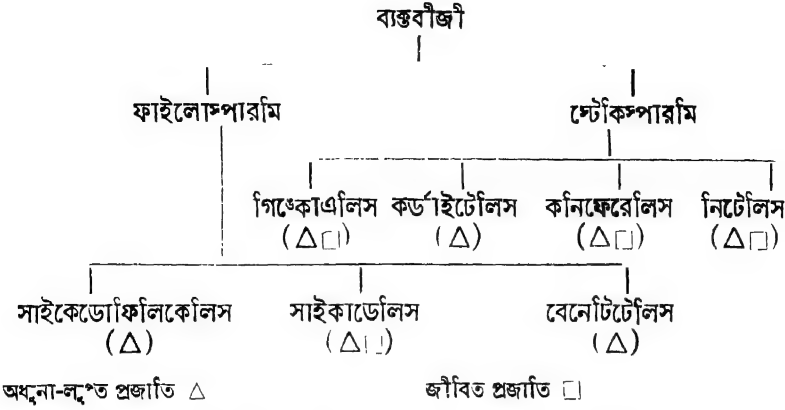 ব্যক্তবীজী
ফাইলোস্পারমি স্টেকিস্পারমি
গিঙ্কোএলিস কর্ডাইটেলিস কনিফেরেলিস নিটেলিস
(△□) (△) (△□) (△□)
সাইকেডোফিলিকেলিস সাইকাডেলিস বেনেটিটেলিস
(△) (△□) (△)
অধুনা-লুপ্ত প্রজাতি △ জীবিত প্রজাতি □